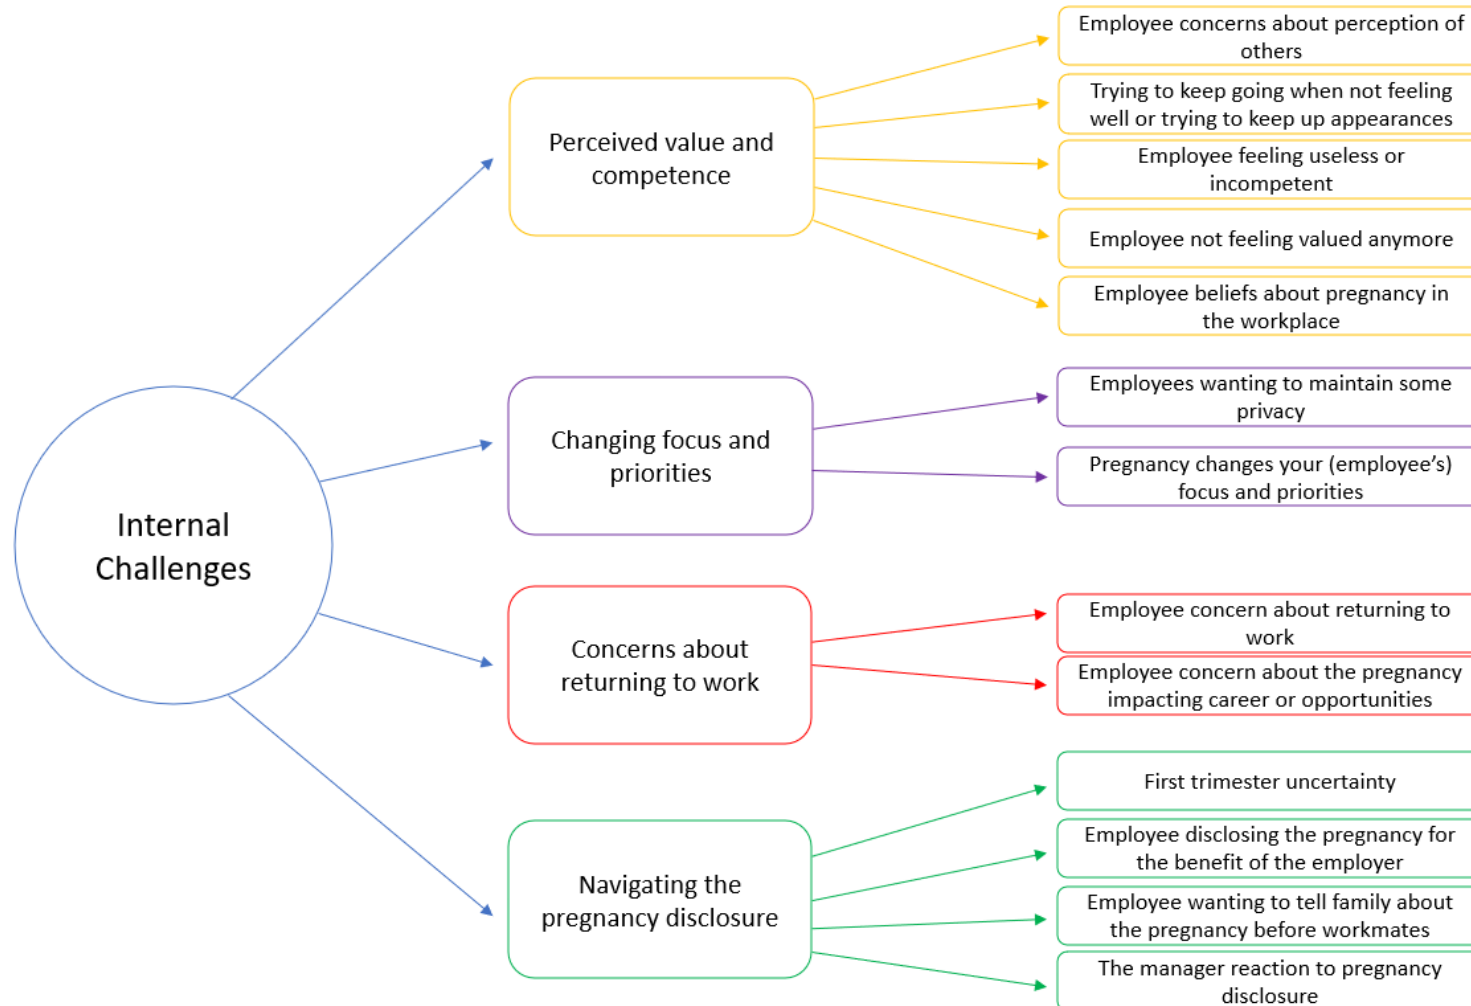 Internal
Challenges
Perceived value and
competence
Employee concerns about perception of
others
Trying to keep going when not feeling
well or trying to keep up appearances
Employee feeling useless or
incompetent
Employee not feeling valued anymore
Employee beliefs about pregnancy in
the workplace
Changing focus and
priorities
Employees wanting to maintain some
privacy
Pregnancy changes your (employee’s)
focus and priorities
Concerns about
returning to work
Employee concern about returning to
work
Employee concern about the pregnancy
impacting career or opportunities
Navigating the
pregnancy disclosure
First trimester uncertainty
Employee disclosing the pregnancy for
the benefit of the employer
Employee wanting to tell family about
the pregnancy before workmates
The manager reaction to pregnancy
disclosure